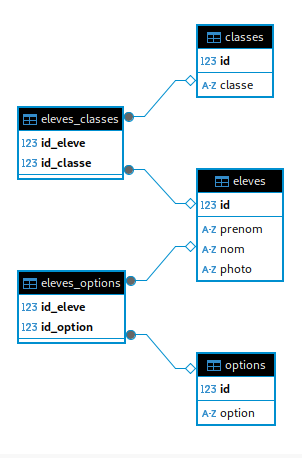 classes
123 id
A-Z classe
eleves_classes
123 id_eleve
123 id_classe
eleves
123 id
A-Z prenom
A-Z nom
A-Z photo
eleves_options
123 id_eleve
123 id_option
options
123 id
A-Z option